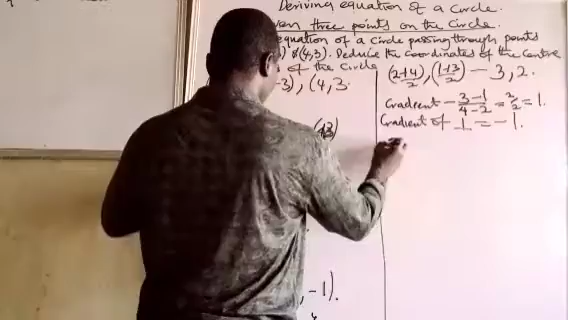 Deriving equation of a circle.
three points on the Circle.
equation of a circle passing through points
) &(4,3). Deduce the coordinates of the Centre
of the Circle
-3), (4,3.
(4,3)
, -1).
(2+4/2), (1+3/2) - 3, 2.
Gradient - 3-1/4-2 = 2/2 = 1.
Gradient of ⊥ = -1.